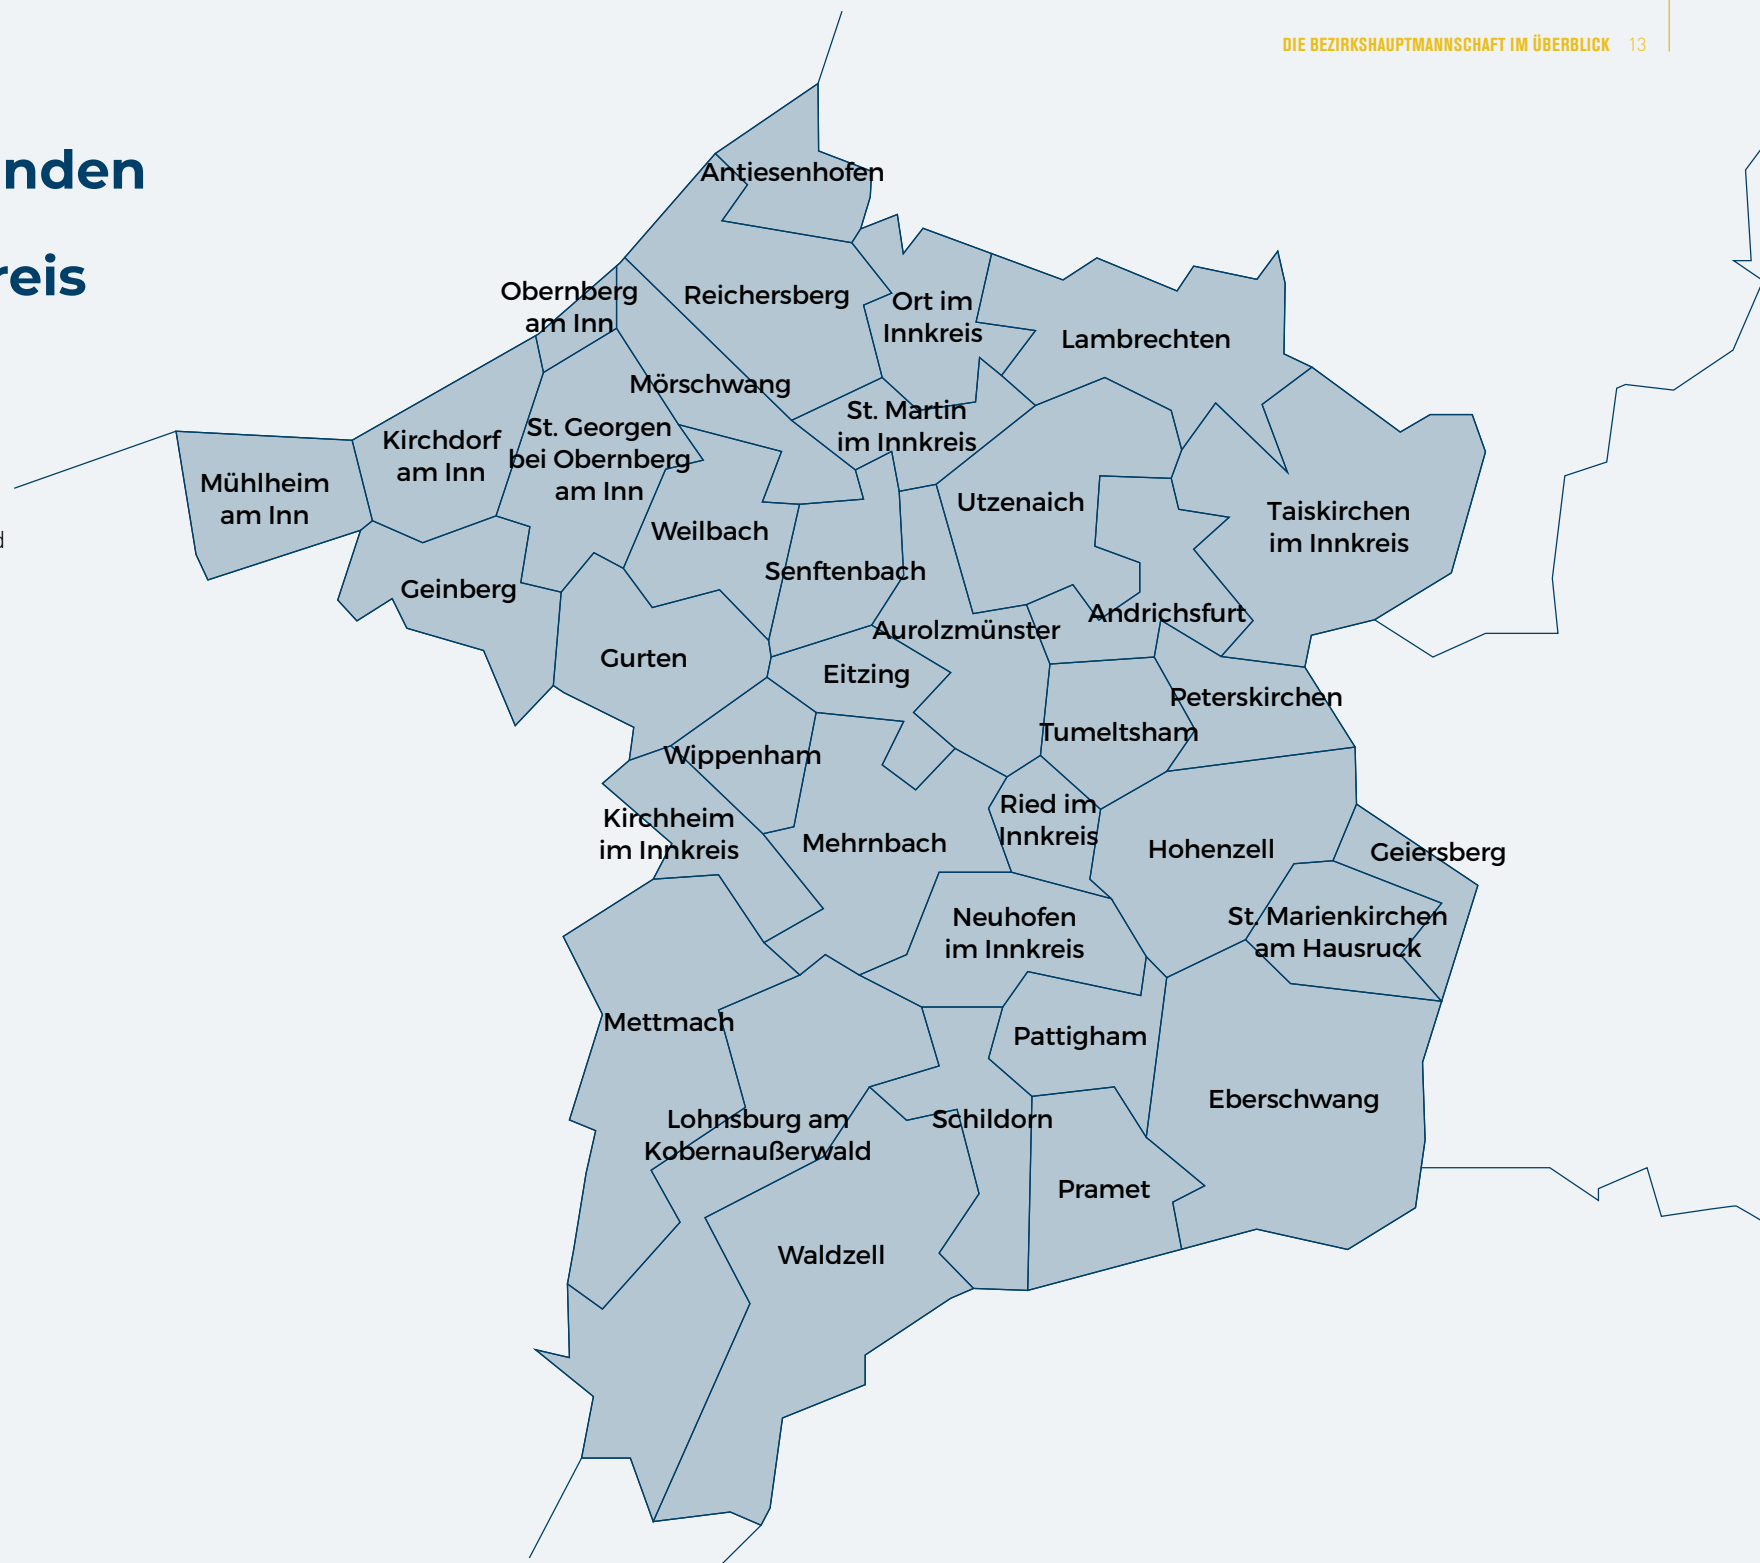 DIE BEZIRKSHAUPTMANNSCHAFT IM ÜBERBLICK 13
nden
reis
d
Antiesenhofen
Obernberg
am Inn
Reichersberg
Ort im
Innkreis
Lambrechten
Mörschwang
St. Martin
im Innkreis
Kirchdorf
am Inn
St. Georgen
bei Obernberg
am Inn
Mühlheim
am Inn
Utzenaich
Taiskirchen
im Innkreis
Weilbach
Senftenbach
Geinberg
Andrichsfurt
Aurolzmünster
Gurten
Eitzing
Peterskirchen
Tumeltsham
Wippenham
Kirchheim
im Innkreis
Mehrnbach
Ried im
Innkreis
Hohenzell
Geiersberg
Neuhofen
im Innkreis
St. Marienkirchen
am Hausruck
Mettmach
Pattigham
Eberschwang
Lohnsburg am
Kobernaußerwald
Schildorn
Pramet
Waldzell